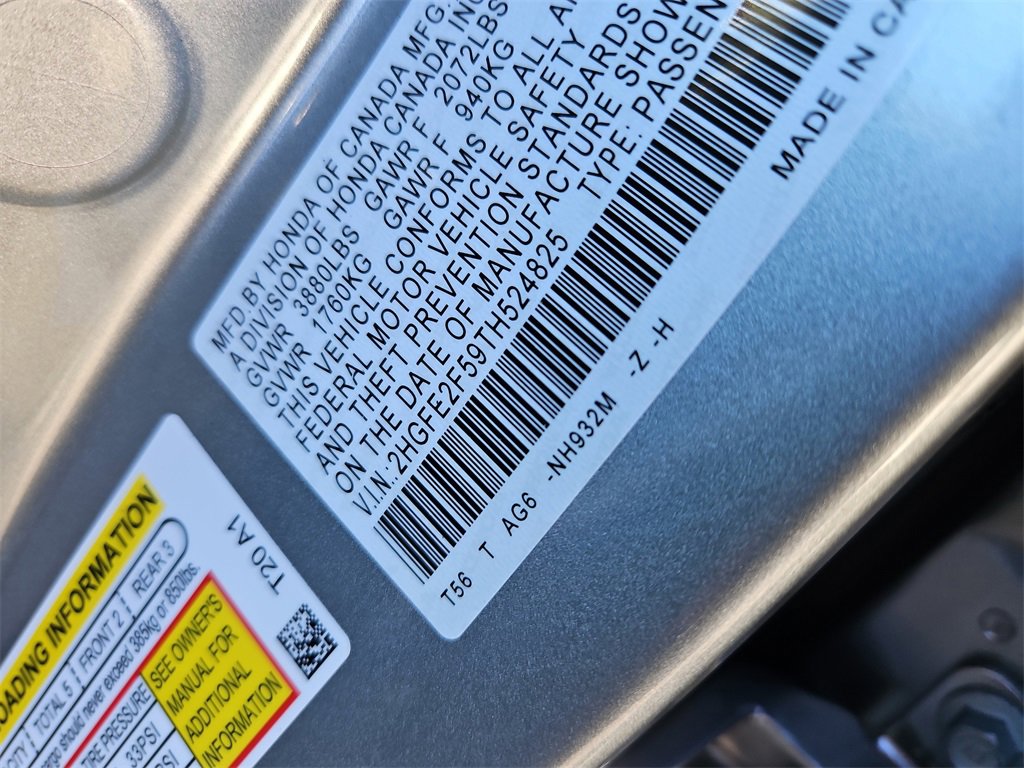 MFD.BY HONDA OF CANADA MFG.
A DIVISION OF HONDA CANADA INC
GVWR 3880LBS GAWR F 2072LBS
GVWR 1760KG GAWR F 940KG
THIS VEHICLE CONFORMS TO ALL
FEDERAL MOTOR VEHICLE SAFETY
AND THEFT PREVENTION STANDARDS
ON THE DATE OF MANUFACTURE SHOW
V.I.N: 2HGFE2F59TH524825 TYPE: PASSEN
MADE IN CA
T56 T AG6 -NH932M -Z -H
OADING INFORMATION
CITY TOTAL 5 FRONT 2 REAR 3
argo should never exceed 385kg or 850lbs.
TIRE PRESSURE
33PSI
PSI
SEE OWNER'S
MANUAL FOR
ADDITIONAL
INFORMATION
T20 A1